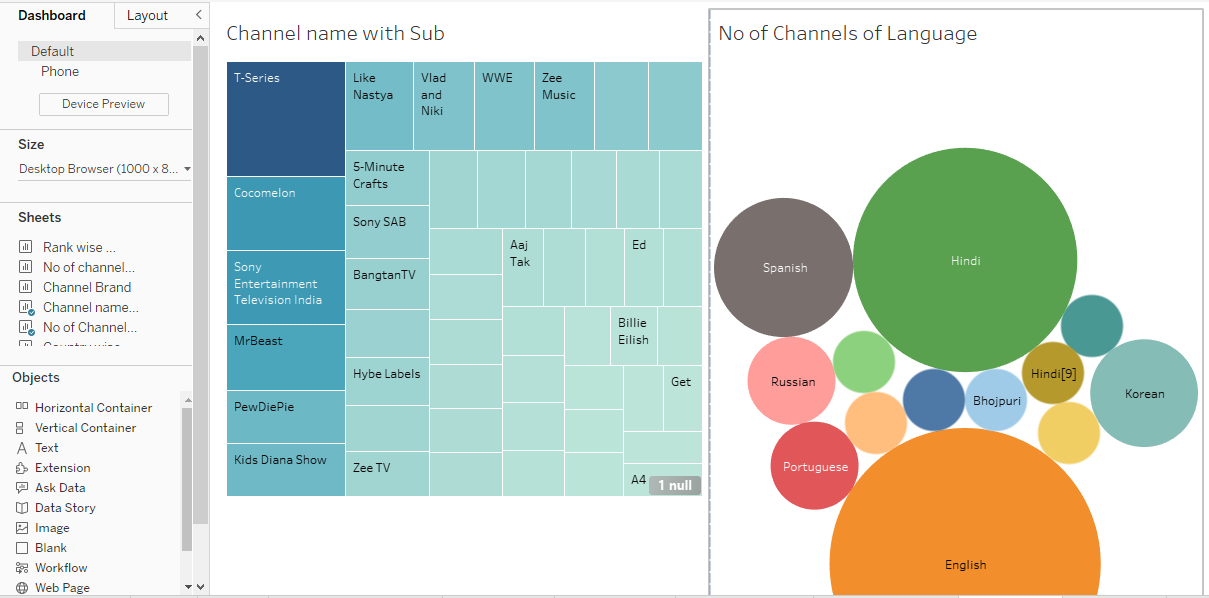 Dashboard
Layout
Default
Phone
Device Preview
Size
Desktop Browser (1000 x 8...
Sheets
Rank wise ...
No of channel...
Channel Brand
Channel name...
No of Channel...
Objects
Horizontal Container
Vertical Container
Text
Extension
Ask Data
Data Story
Image
Blank
Workflow
Web Page
Channel name with Sub
T-Series
Cocomelon
Sony
Entertainment
Television India
MrBeast
PewDiePie
Kids Diana Show
Like
Nastya
Vlad
and
Niki
WWE
Zee
Music
5-Minute
Crafts
Sony SAB
BangtanTV
Hybe Labels
Zee TV
Aaj
Tak
Ed
Billie
Eilish
Get
A4
1 null
No of Channels of Language
Spanish
Hindi
Russian
Hindi[9]
Bhojpuri
Korean
Portuguese
English